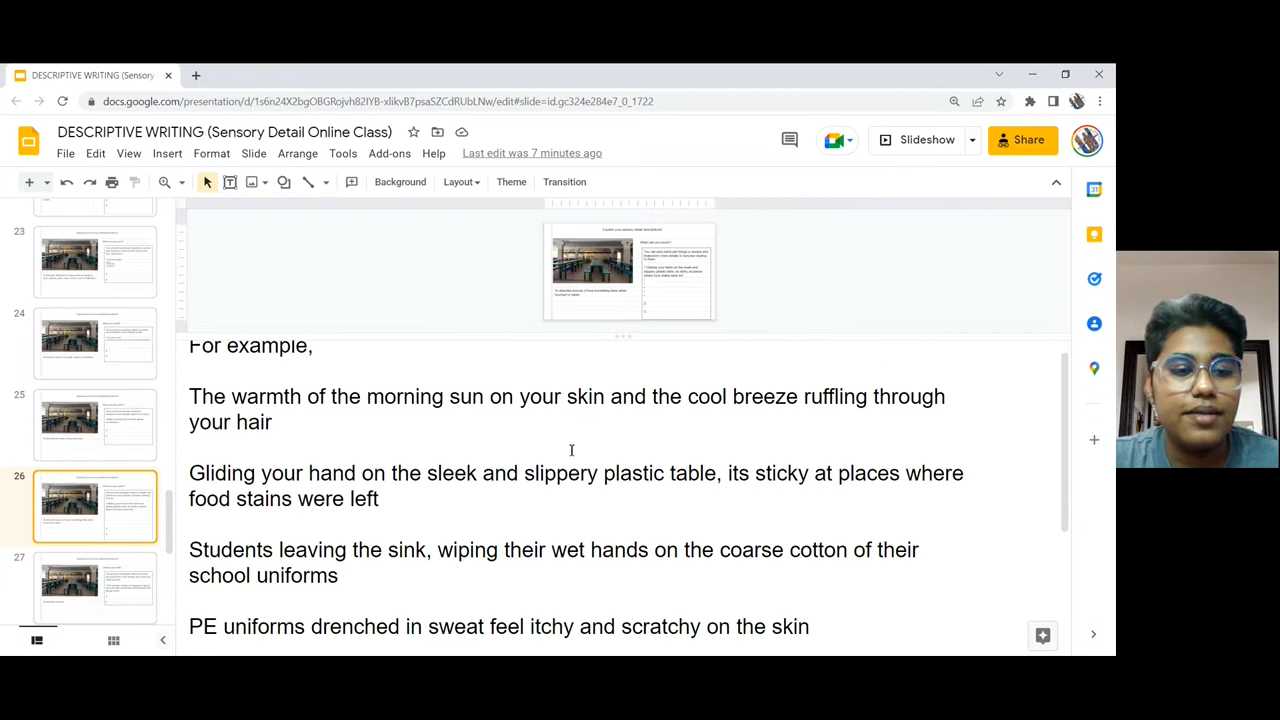 DESCRIPTIVE WRITING (Sensory
docs.google.com/presentation/d/1s6n24X2bgOBGRojvh82IYB-xlikvB7psaSZCdRUbLNw/edit#slide=id.gc324e284e7_0_1722
DESCRIPTIVE WRITING (Sensory Detail Online Class)
File Edit View Insert Format Slide Arrange Tools Add-ons Help Last edit was 7 minutes ago
Slideshow
Share
Background Layout Theme Transition
23
24
25
26
27
What can you touch?
For example,
The warmth of the morning sun on your skin and the cool breeze ruffling through
your hair
Gliding your hand on the sleek and slippery plastic table, its sticky at places where
food stains were left
Students leaving the sink, wiping their wet hands on the coarse cotton of their
school uniforms
PE uniforms drenched in sweat feel itchy and scratchy on the skin